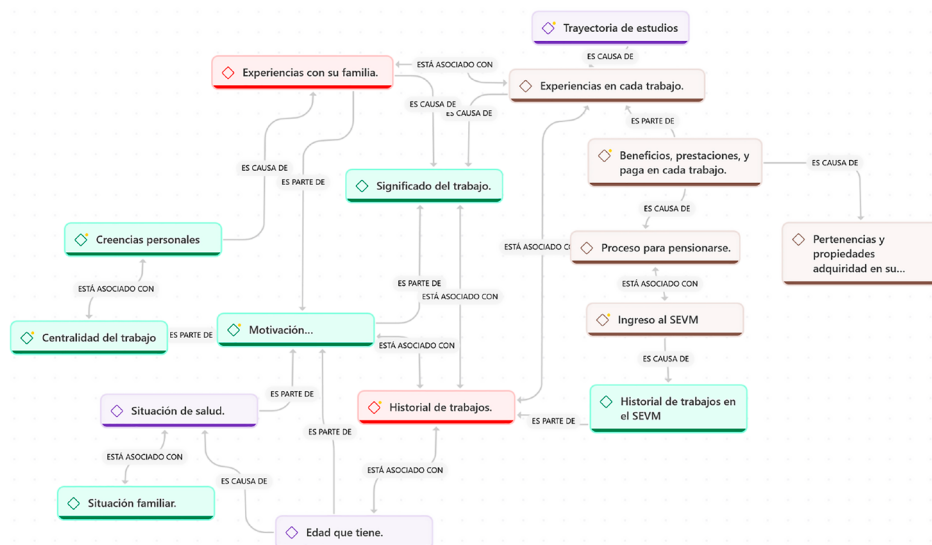 Trayectoria de estudios
ES CAUSA DE
Experiencias con su familia.
ESTÁ ASOCIADO CON
Experiencias en cada trabajo.
ES CAUSA DE
ES CAUSA DE
ES PARTE DE
Beneficios, prestaciones, y
paga en cada trabajo.
ES CAUSA DE
ES CAUSA DE
ES PARTE DE
Significado del trabajo.
ES CAUSA DE
Creencias personales
ESTÁ ASOCIADO CO
Proceso para pensionarse.
Pertenencias y
propiedades
adquiridad en su...
ESTÁ ASOCIADO CON
ES PARTE DE
ESTÁ ASOCIADO CON
ESTÁ ASOCIADO CON
Ingreso al SEVM
Centralidad del trabajo
ES PARTE DE
Motivación...
ESTÁ ASOCIADO CON
ES CAUSA DE
ES PARTE DE
Situación de salud.
Historial de trabajos.
Historial de trabajos en
el SEVM
ES PARTE DE
ES PARTE DE
ESTÁ ASOCIADO CON
ESTÁ ASOCIADO CON
ES CAUSA DE
Situación familiar.
Edad que tiene.